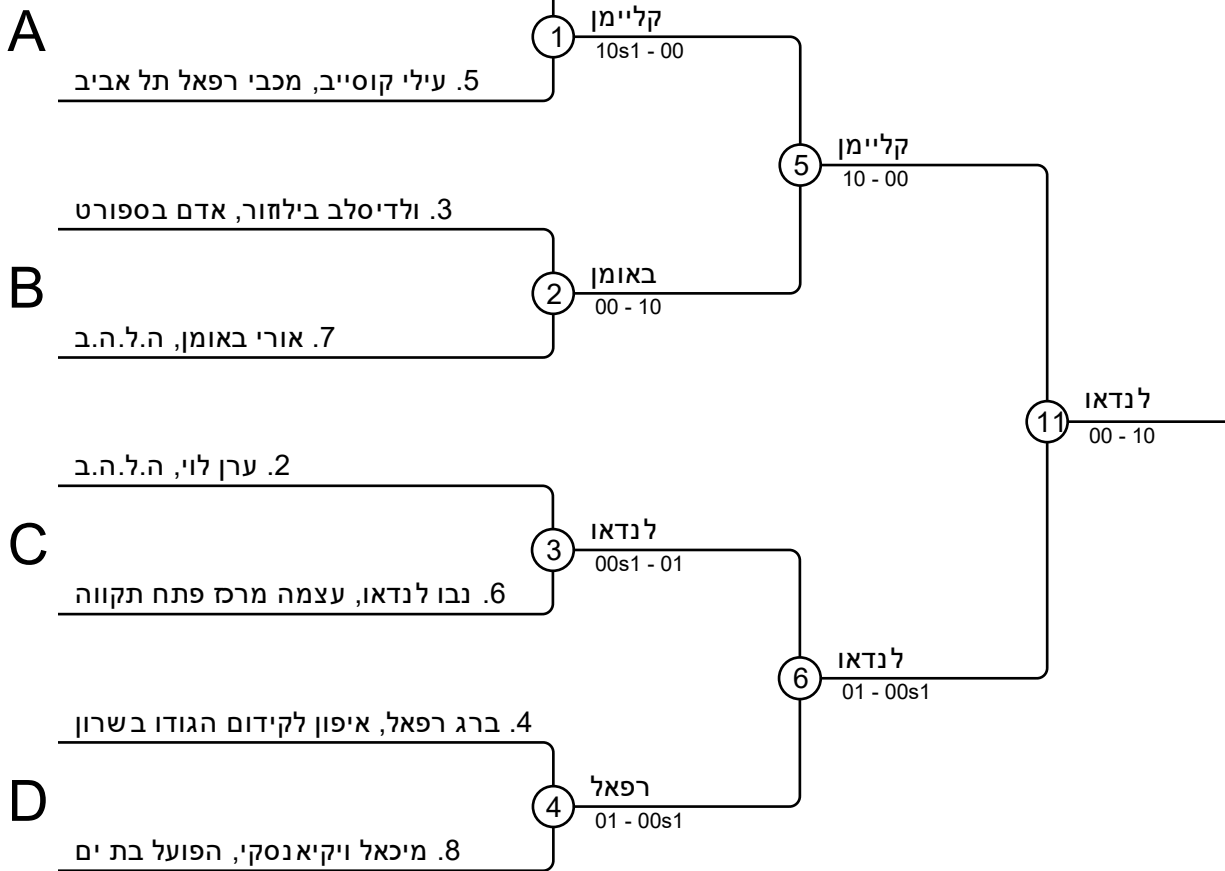 A
1
קליימן
10s1 - 00
5. עילי קוסייב, מכבי רפאל תל אביב
5
קליימן
10 - 00
3. ולדיסלב בילוזור, אדם בספורט
B
2
באומן
00 - 10
7. אורי באומן, ה.ל.ה.ב
11
לנדאו
00 - 10
2. ערן לוי, ה.ל.ה.ב
C
3
לנדאו
00s1 - 01
6. נבו לנדאו, עצמה מרכז פתח תקווה
6
לנדאו
01 - 00s1
4. ברג רפאל, איפון לקידום הגודו בשרון
D
4
רפאל
01 - 00s1
8. מיכאל ויקיאנסקי, הפועל בת ים